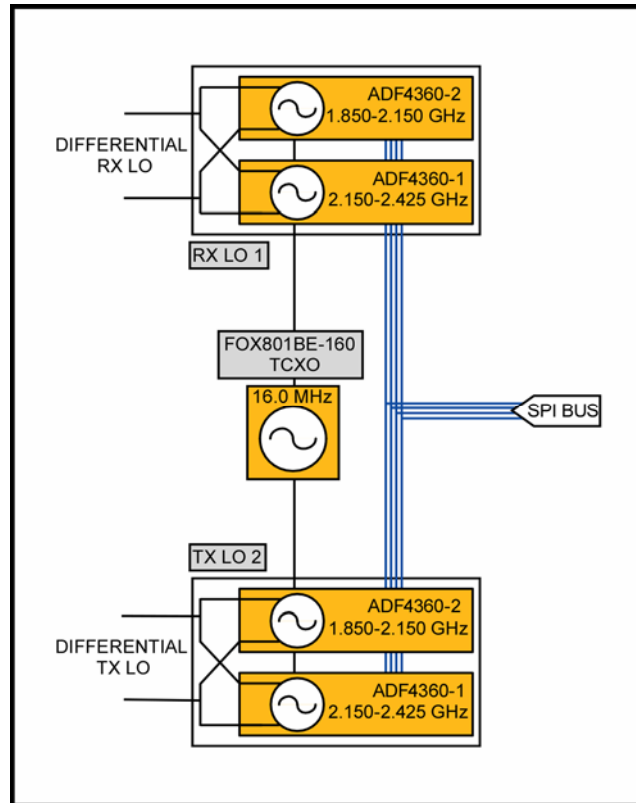 ADF4360-2
1.850-2.150 GHz
DIFFERENTIAL
RX LO
ADF4360-1
2.150-2.425 GHz
RX LO 1
FOX801BE-160
TCXO
16.0 MHz
SPI BUS
TX LO 2
ADF4360-2
1.850-2.150 GHz
DIFFERENTIAL
TX LO
ADF4360-1
2.150-2.425 GHz